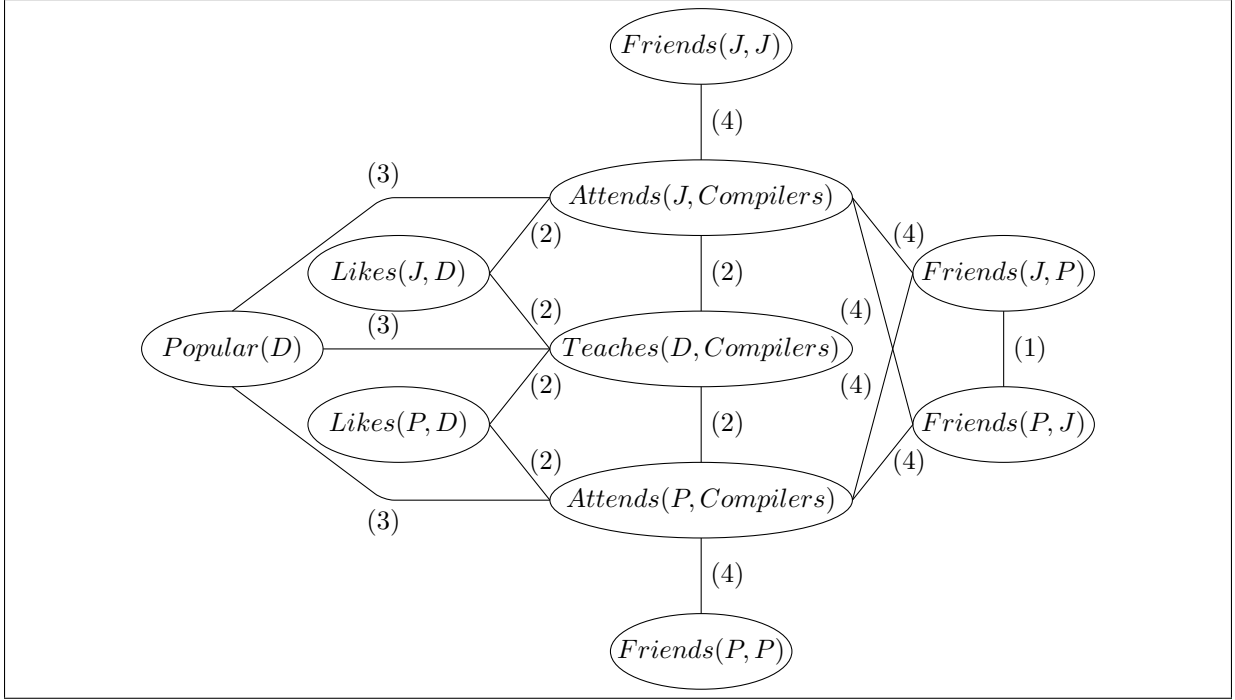 Friends(J, J)
(4)
(3)
Attends(J, Compilers)
(2)
(4)
Likes(J, D)
(2)
Friends(J, P)
(2)
(4)
(3)
Popular(D)
Teaches(D, Compilers)
(1)
(2)
(4)
Likes(P, D)
(2)
Friends(P, J)
(2)
(4)
Attends(P, Compilers)
(3)
(4)
Friends(P, P)